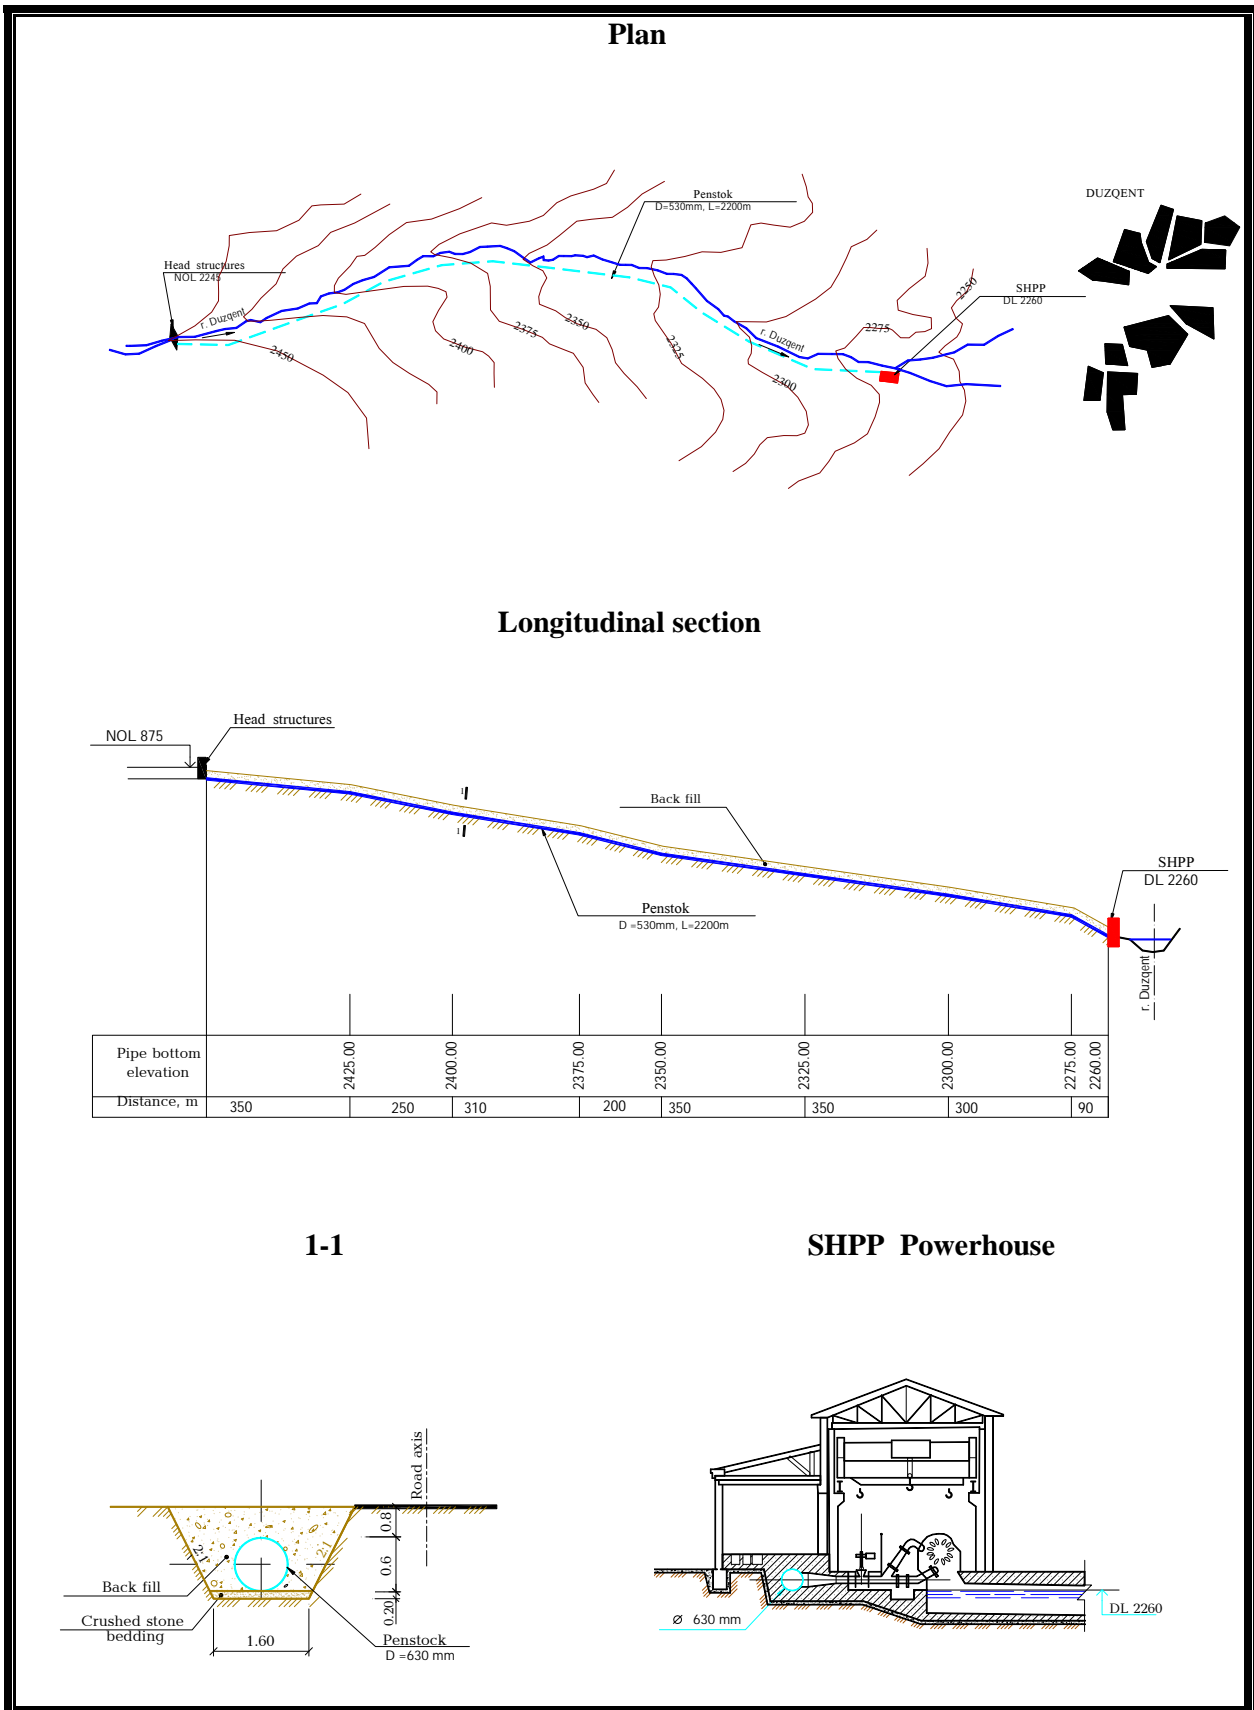 Plan
Penstok
D=530mm, L=2200m
DUZQENT
Head structures
NOL 2245
r. Duzqent
SHPP
DL 2260
2250
2275
r. Duzqent
2450
2400
2375
2350
2325
2300
Longitudinal section
NOL 875
Head structures
1
1
Back fill
SHPP
DL 2260
Penstok
D =530mm, L=2200m
r. Duzqent
Pipe bottom
elevation
2425.00
2400.00
2375.00
2350.00
2325.00
2300.00
2275.00
2260.00
Distance, m
350
250
310
200
350
350
300
90
1-1
SHPP Powerhouse
Road axis
0.8
0.6
0.20
2:1
2:1
Back fill
Crushed stone
bedding
1.60
Penstock
D =630 mm
Ø 630 mm
DL 2260